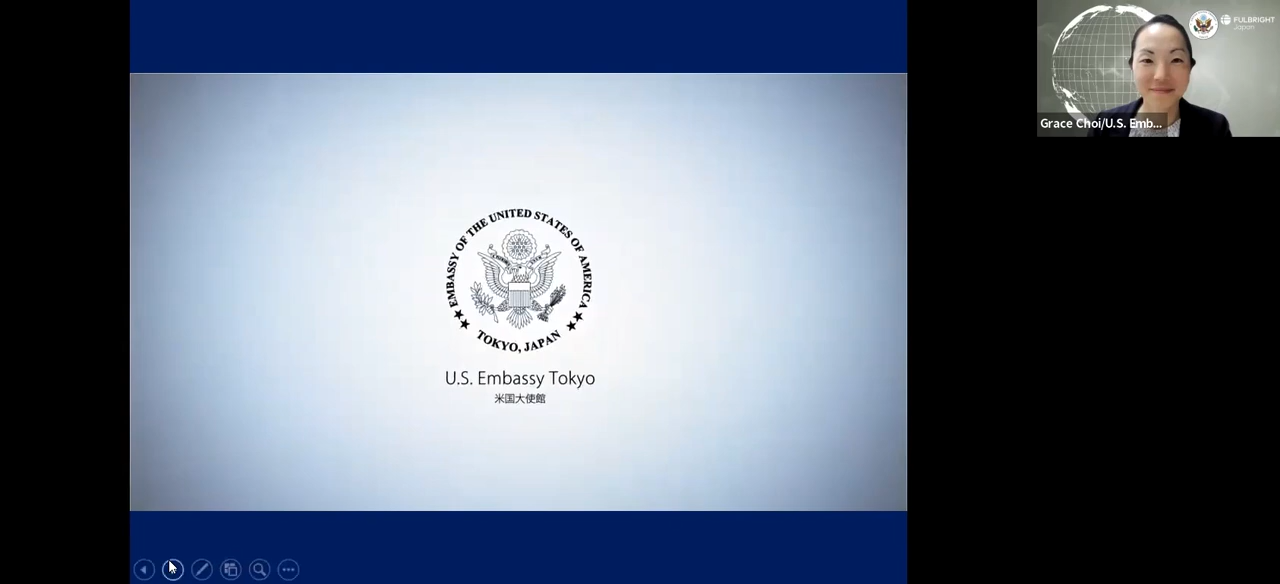 EMBASSY OF THE UNITED STATES OF AMERICA
TOKYO, JAPAN
U.S. Embassy Tokyo
米国大使館
FULBRIGHT
Japan
Grace Choi/U.S. Emb...